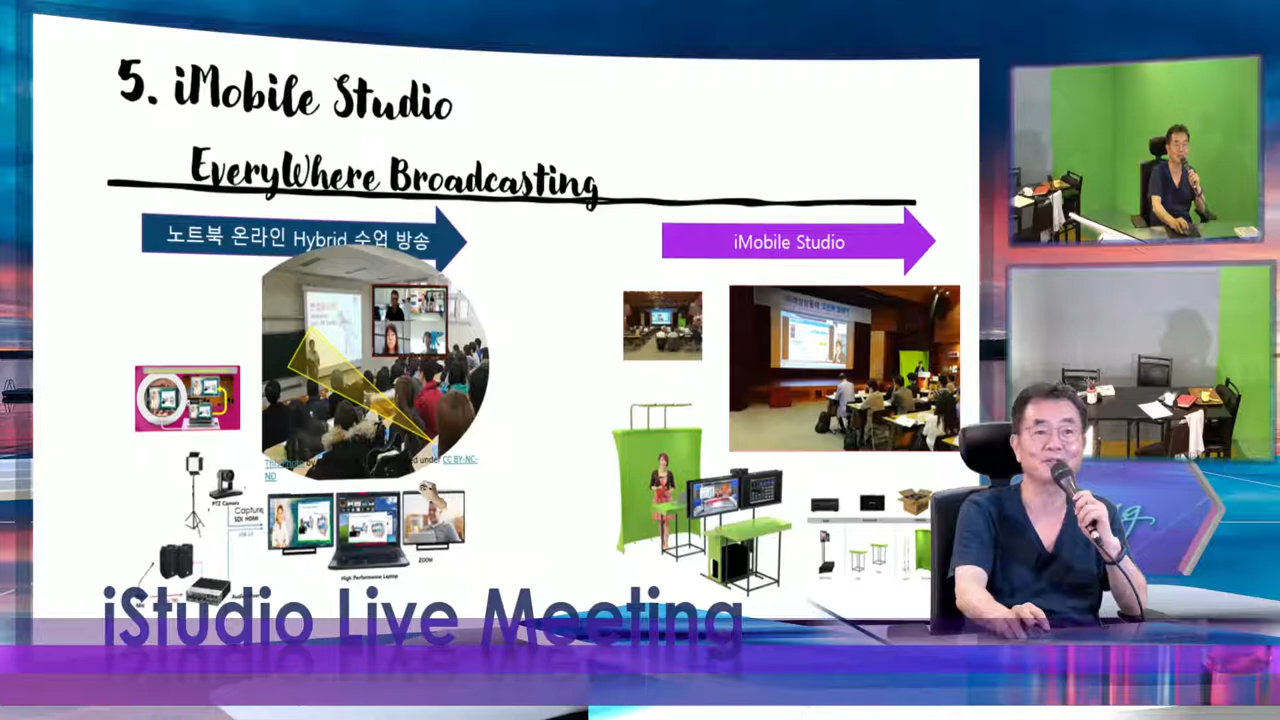 5. iMobile Studio
EveryWhere Broadcasting
노트북 온라인 Hybrid 수업 방송
iMobile Studio
under CC BY-NC-
ND
PTZ Camera
Capture
SDI HDMI
ZOOM
High Performance Laptop
iStudio Live Meeting